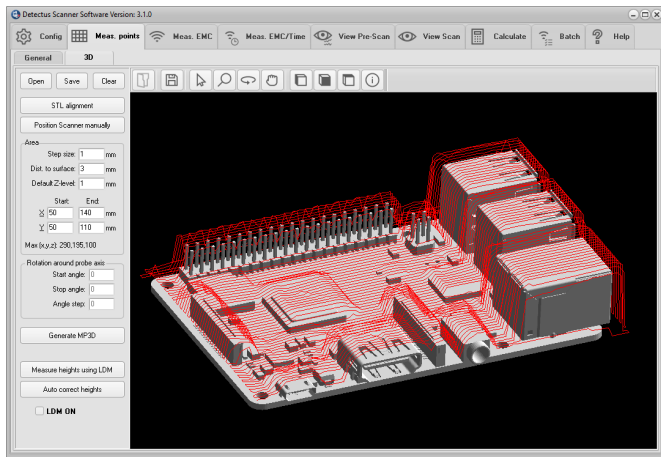 Detectus Scanner Software Version: 3.1.0
Config Meas. points Meas. EMC Meas. EMC/Time View Pre-Scan View Scan Calculate Batch Help
General 3D
Open Save Clear
STL alignment
Position Scanner manually
Area
Step size: 1 mm
Dist. to surface: 3 mm
Default Z-level: 1 mm
Start: End:
X 50 140 mm
Y 50 110 mm
Max (x,y,z): 290,195,100
Rotation around probe axis
Start angle: 0
Stop angle: 0
Angle step: 0
Generate MP3D
Measure heights using LDM
Auto correct heights
LDM ON